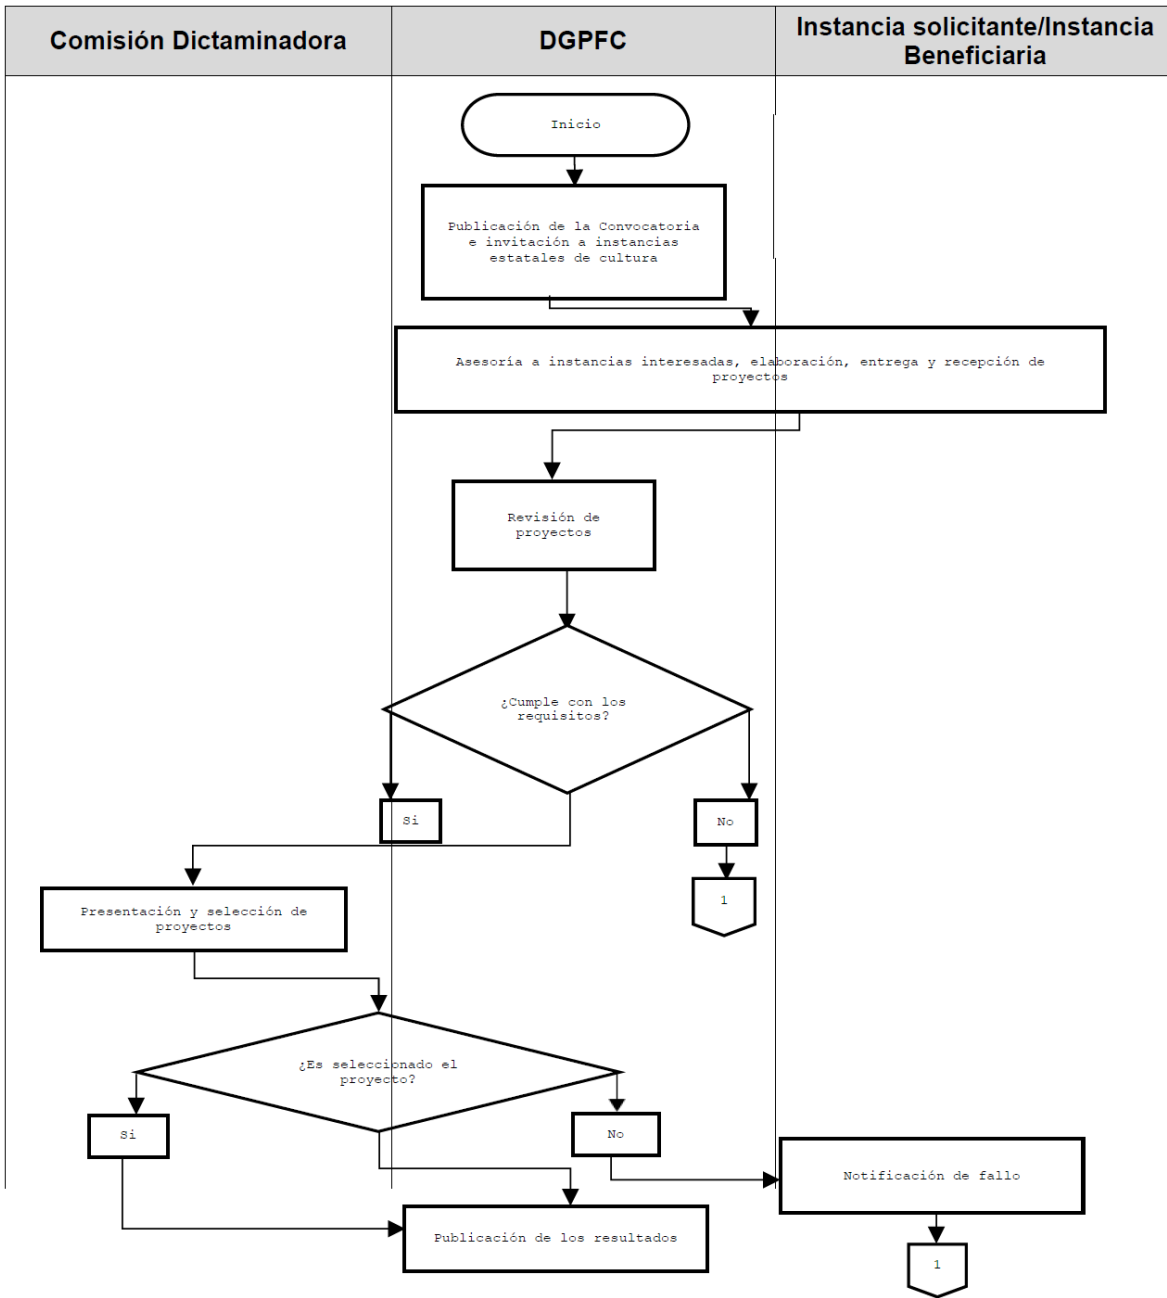 Comisión Dictaminadora
DGPFC
Instancia solicitante/Instancia
Beneficiaria
Inicio
Publicación de la Convocatoria
e invitación a instancias
estatales de cultura
Asesoría a instancias interesadas, elaboración, entrega y recepción de
proyectos
Revisión de
proyectos
¿Cumple con los
requisitos?
Si
No
1
Presentación y selección de
proyectos
¿Es seleccionado el
proyecto?
Si
No
Notificación de fallo
Publicación de los resultados
1